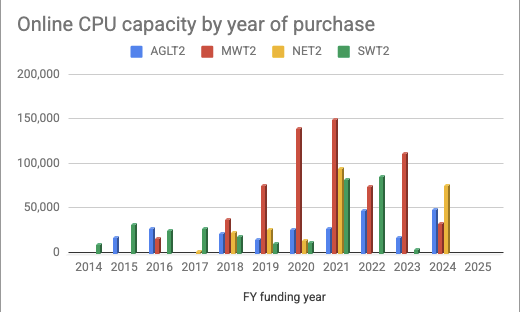 Online CPU capacity by year of purchase
AGLT2 MWT2 NET2 SWT2
200,000
150,000
100,000
50,000
0
2014 2015 2016 2017 2018 2019 2020 2021 2022 2023 2024 2025
FY funding year